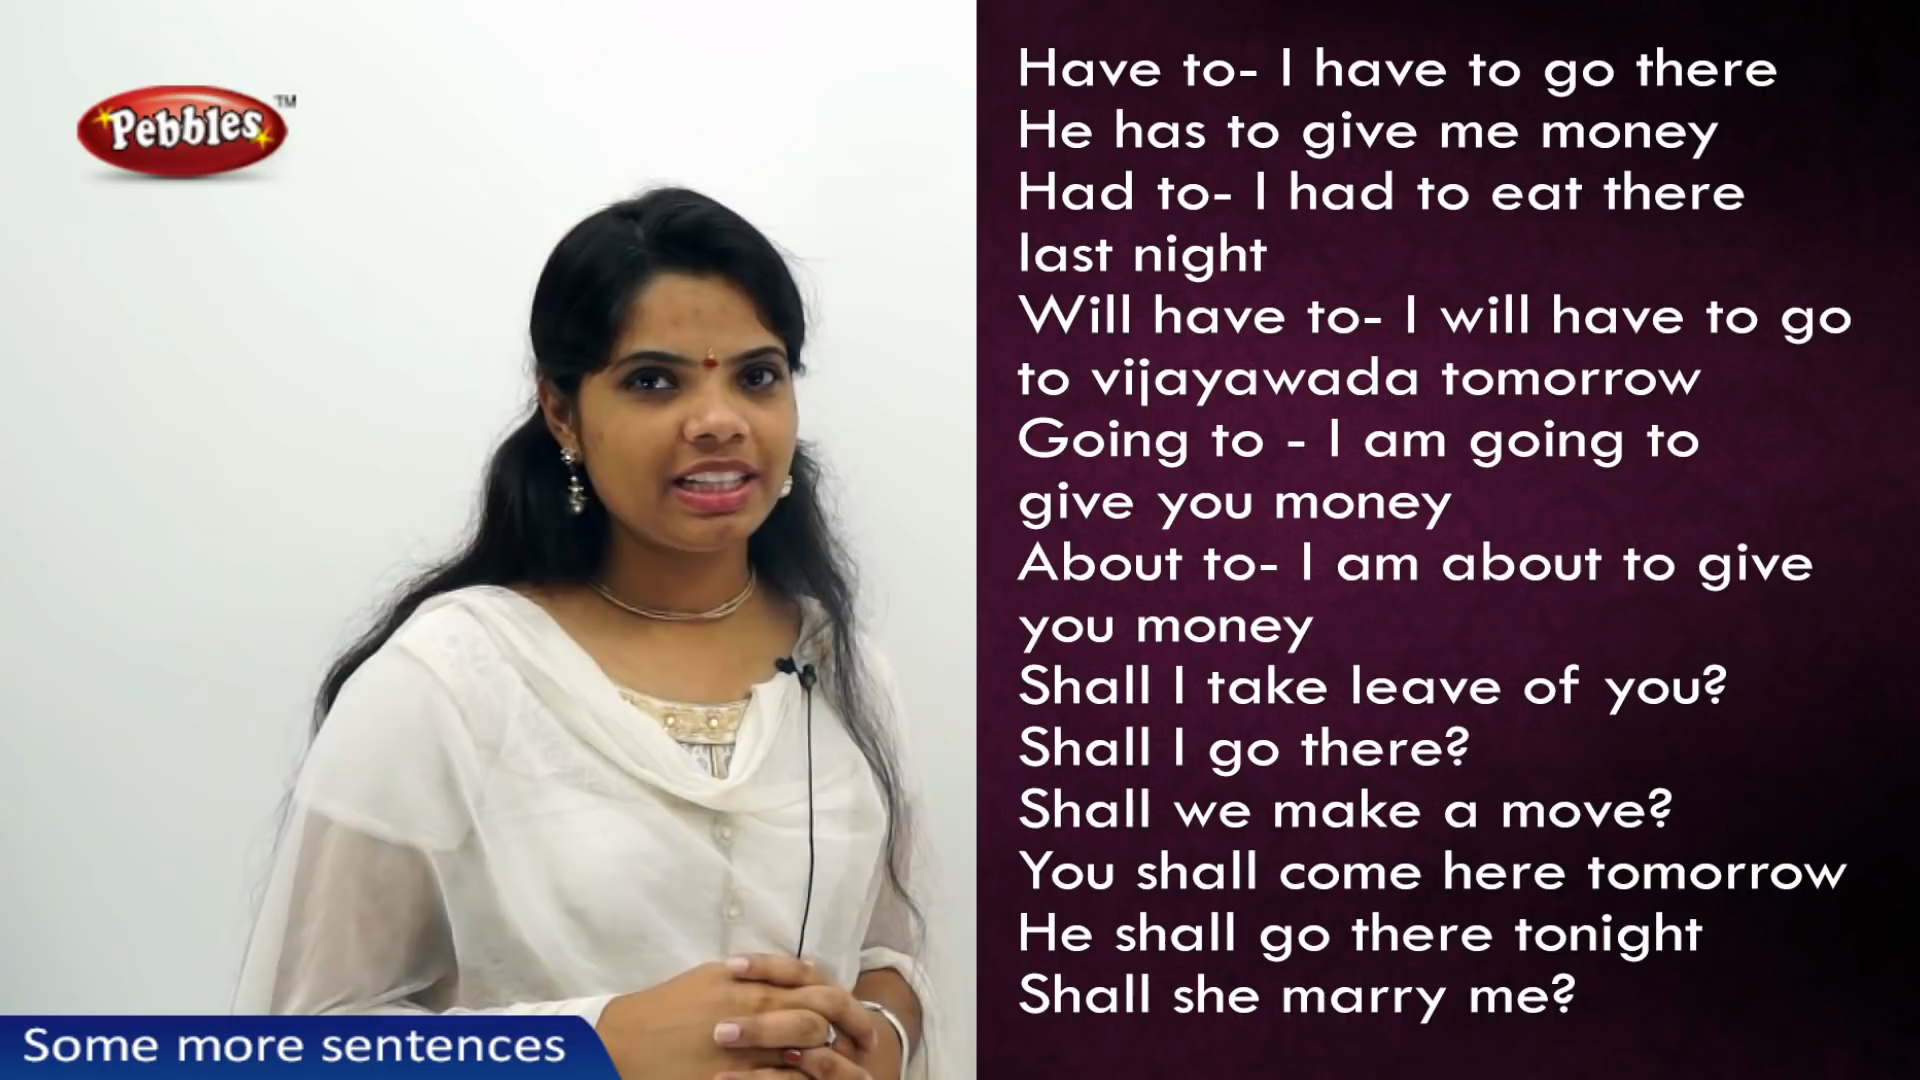 Pebbles™
Have to- I have to go there
He has to give me money
Had to- I had to eat there
last night
Will have to- I will have to go
to vijayawada tomorrow
Going to - I am going to
give you money
About to- I am about to give
you money
Shall I take leave of you?
Shall I go there?
Shall we make a move?
You shall come here tomorrow
He shall go there tonight
Shall she marry me?
Some more sentences